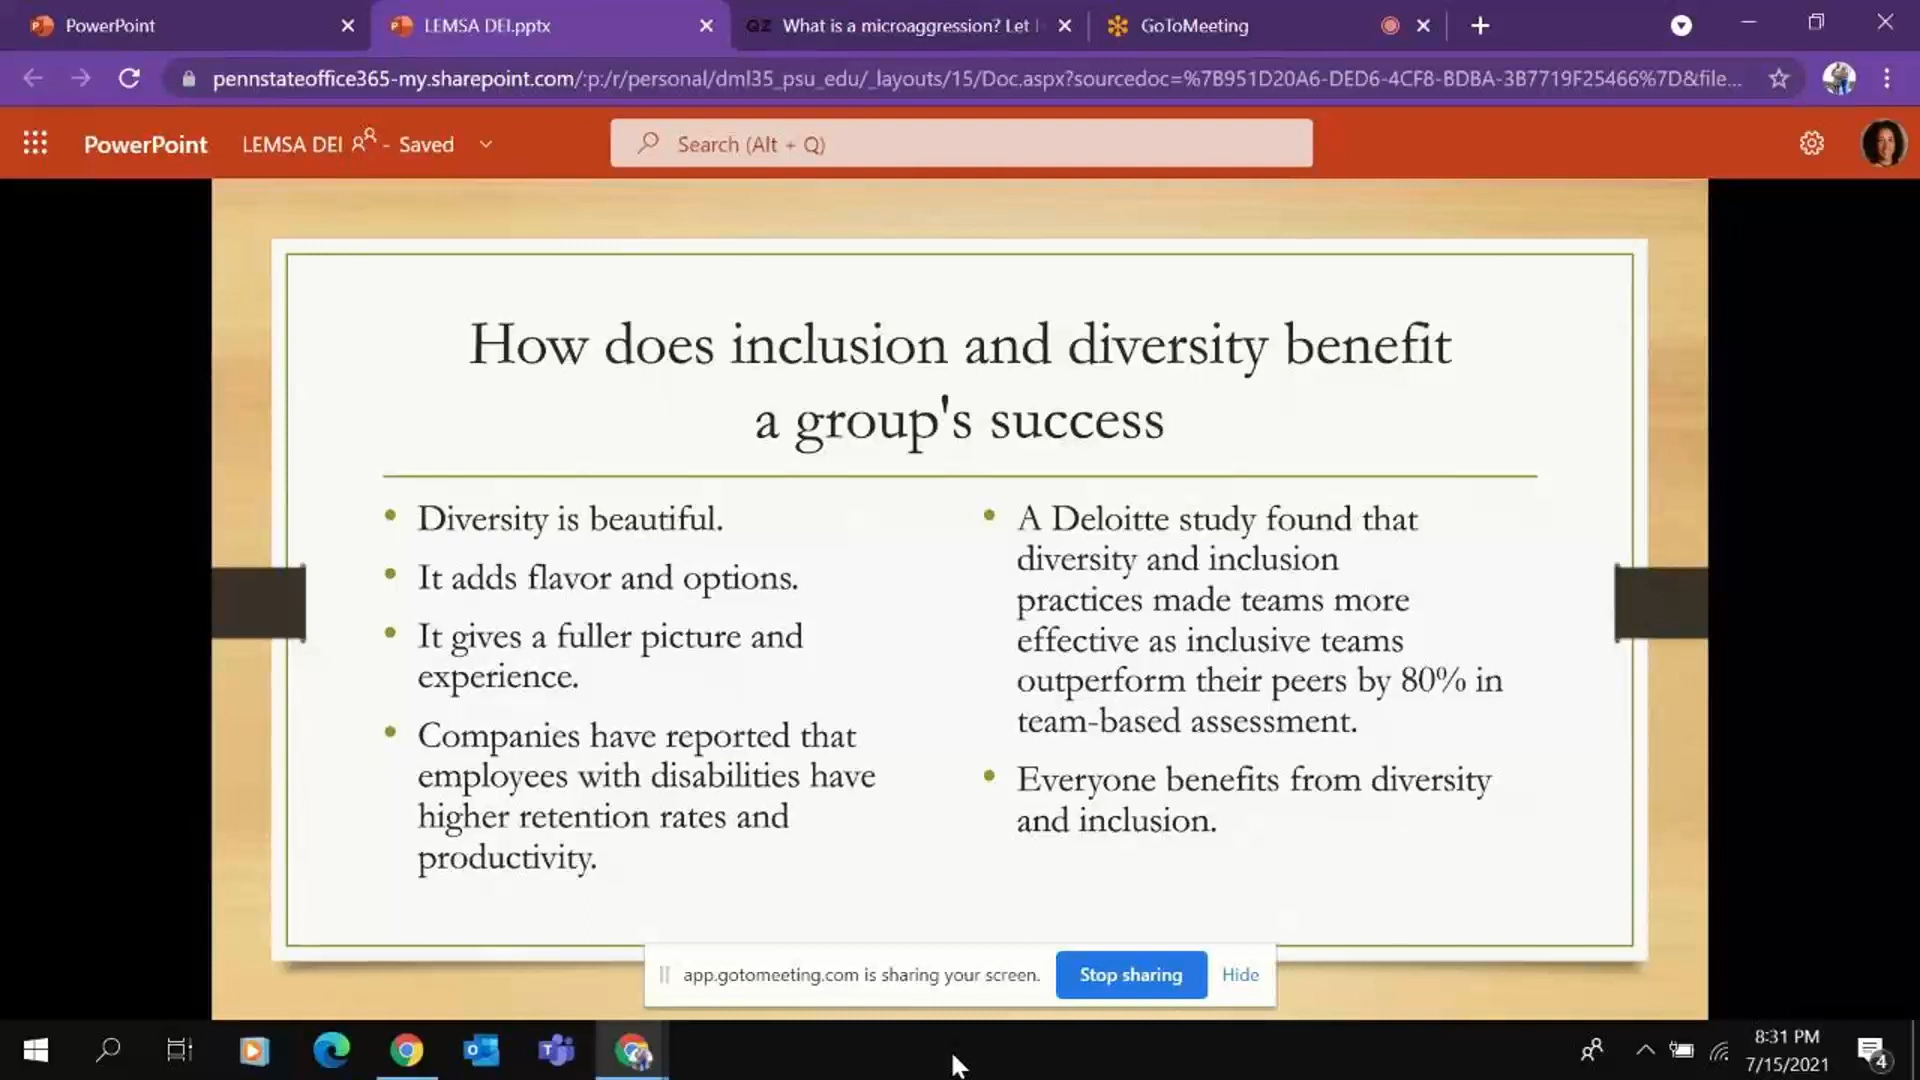 PowerPoint
LEMSA DEI.pptx
QZ What is a microaggression? Let
GoToMeeting
pennstateoffice365-my.sharepoint.com/:p:/r/personal/dml35_psu_edu/_layouts/15/Doc.aspx?sourcedoc=%7B951D20A6-DED6-4CF8-BDBA-3B7719F25466%7D&file...
PowerPoint LEMSA DEI - Saved
Search (Alt + Q)
How does inclusion and diversity benefit
a group's success
• Diversity is beautiful.
• It adds flavor and options.
• It gives a fuller picture and
experience.
• Companies have reported that
employees with disabilities have
higher retention rates and
productivity.
• A Deloitte study found that
diversity and inclusion
practices made teams more
effective as inclusive teams
outperform their peers by 80% in
team-based assessment.
• Everyone benefits from diversity
and inclusion.
app.gotomeeting.com is sharing your screen. Stop sharing Hide
8:31 PM
7/15/2021
4